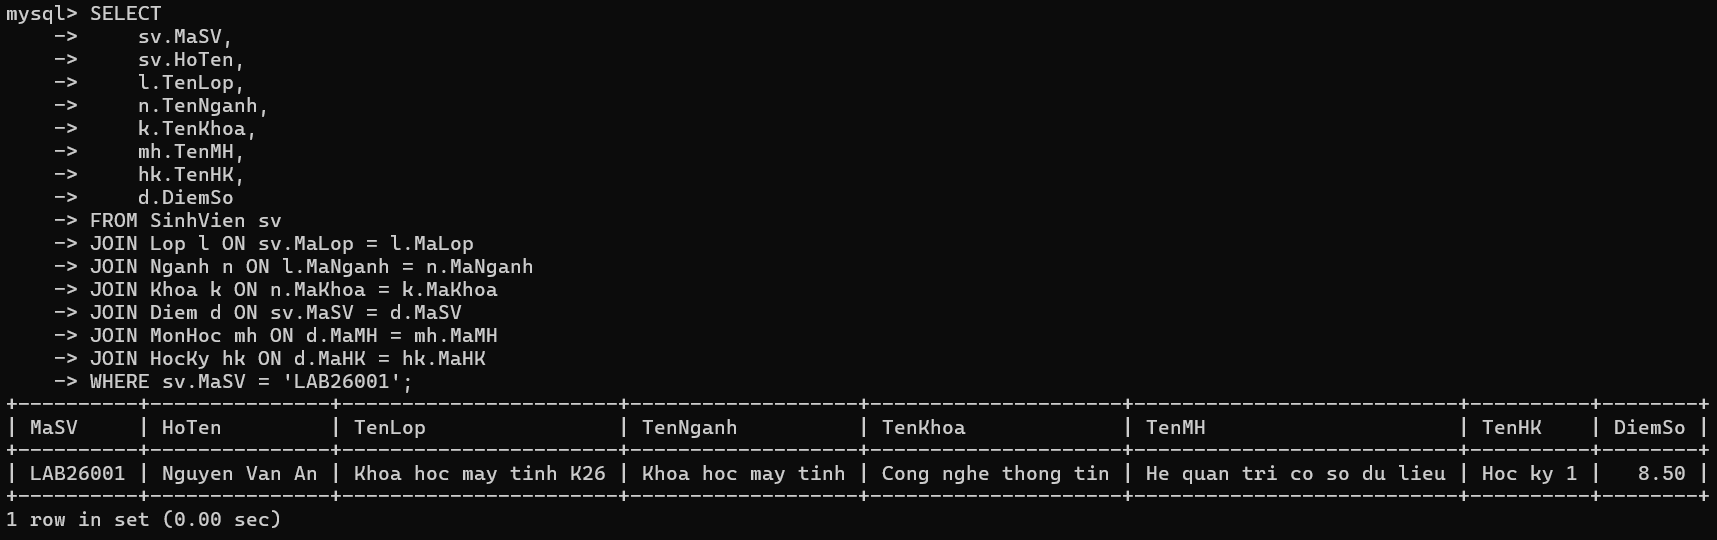 mysql> SELECT
    ->     sv.MaSV,
    ->     sv.HoTen,
    ->     l.TenLop,
    ->     n.TenNganh,
    ->     k.TenKhoa,
    ->     mh.TenMH,
    ->     hk.TenHK,
    ->     d.DiemSo
    -> FROM SinhVien sv
    -> JOIN Lop l ON sv.MaLop = l.MaLop
    -> JOIN Nganh n ON l.MaNganh = n.MaNganh
    -> JOIN Khoa k ON n.MaKhoa = k.MaKhoa
    -> JOIN Diem d ON sv.MaSV = d.MaSV
    -> JOIN MonHoc mh ON d.MaMH = mh.MaMH
    -> JOIN HocKy hk ON d.MaHK = hk.MaHK
    -> WHERE sv.MaSV = 'LAB26001';
+----------+---------------+-----------------------+-------------------+---------------------+---------------------------+----------+--------+
| MaSV     | HoTen         | TenLop                | TenNganh          | TenKhoa             | TenMH                     | TenHK    | DiemSo |
+----------+---------------+-----------------------+-------------------+---------------------+---------------------------+----------+--------+
| LAB26001 | Nguyen Van An | Khoa hoc may tinh K26 | Khoa hoc may tinh | Cong nghe thong tin | He quan tri co so du lieu | Hoc ky 1 |   8.50 |
+----------+---------------+-----------------------+-------------------+---------------------+---------------------------+----------+--------+
1 row in set (0.00 sec)